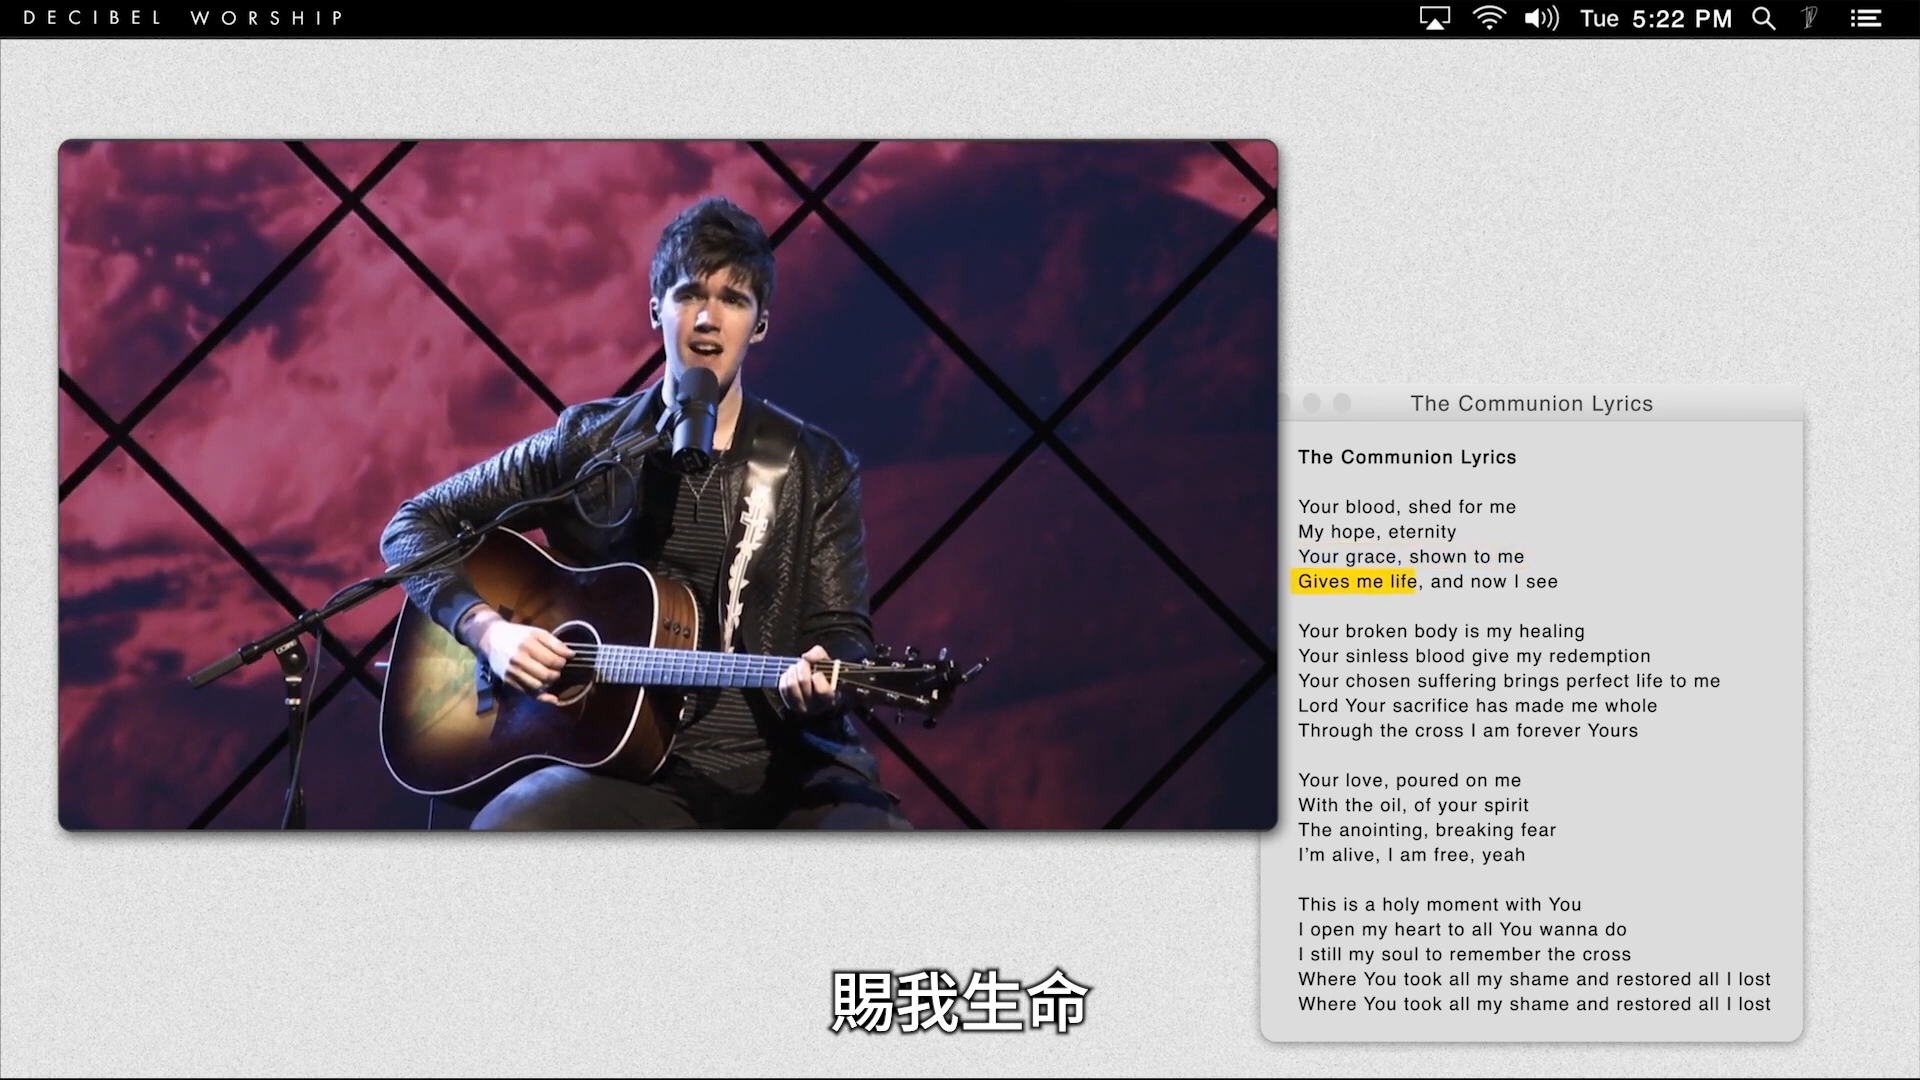 DECIBEL WORSHIP
Tue 5:22 PM
The Communion Lyrics
The Communion Lyrics
Your blood, shed for me
My hope, eternity
Your grace, shown to me
Gives me life, and now I see
Your broken body is my healing
Your sinless blood give my redemption
Your chosen suffering brings perfect life to me
Lord Your sacrifice has made me whole
Through the cross I am forever Yours
Your love, poured on me
With the oil, of your spirit
The anointing, breaking fear
I’m alive, I am free, yeah
This is a holy moment with You
I open my heart to all You wanna do
I still my soul to remember the cross
Where You took all my shame and restored all I lost
Where You took all my shame and restored all I lost
賜我生命